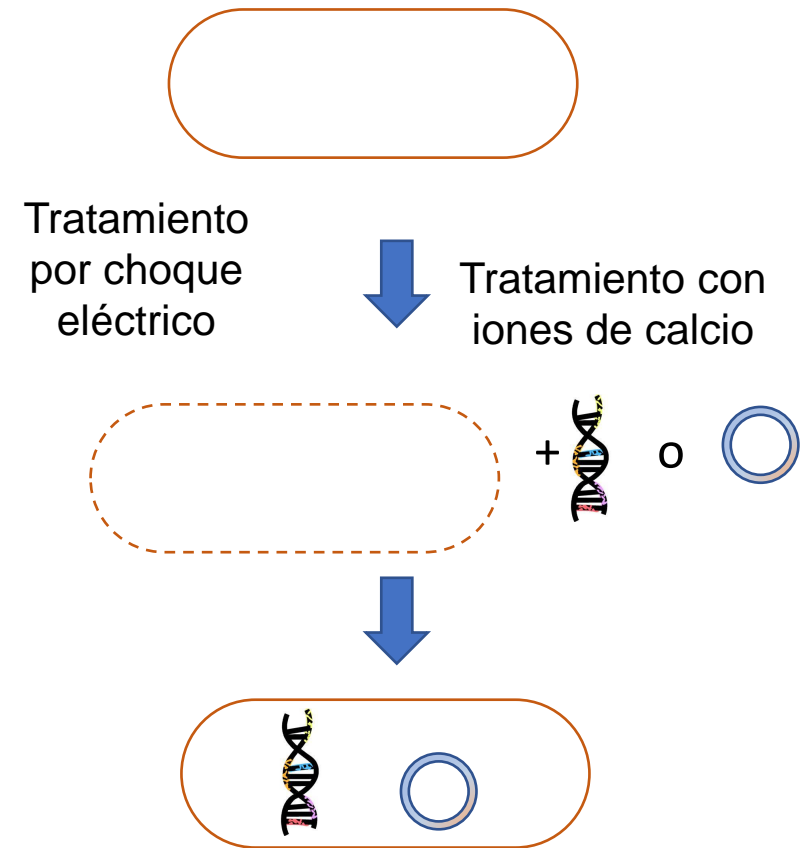 Tratamiento
por choque
eléctrico
Tratamiento con
iones de calcio
+
o